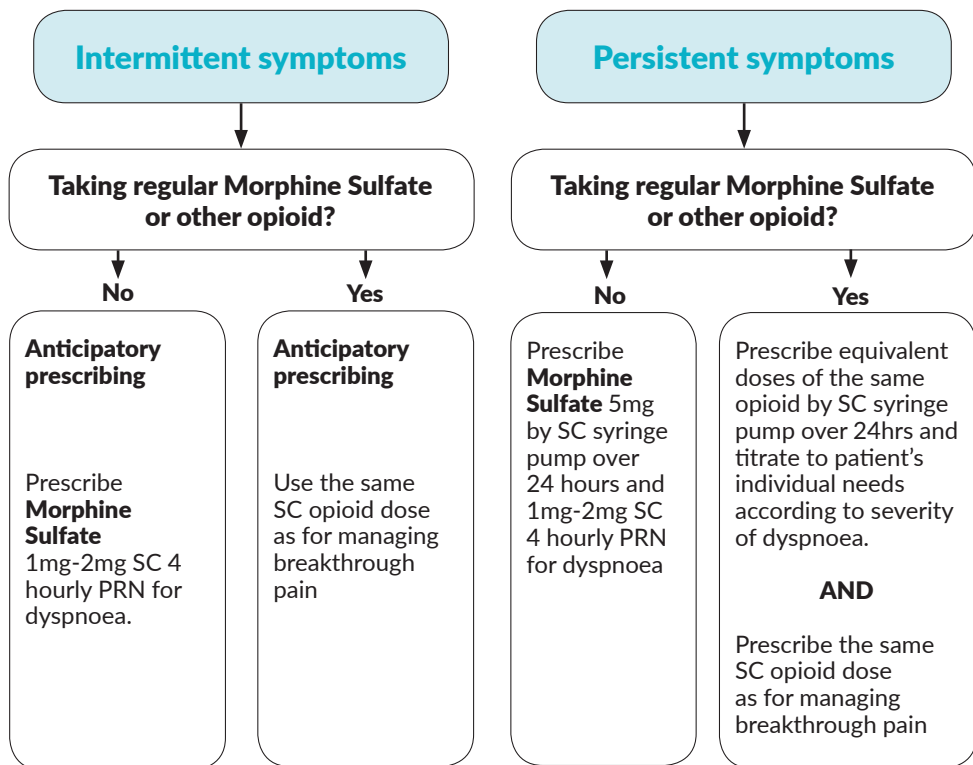 Intermittent symptoms
Taking regular Morphine Sulfate
or other opioid?
No
Yes
Anticipatory
prescribing
Prescribe
Morphine
Sulfate
1mg-2mg SC 4
hourly PRN for
dyspnoea.
Anticipatory
prescribing
Use the same
SC opioid dose
as for managing
breakthrough
pain
Persistent symptoms
Taking regular Morphine Sulfate
or other opioid?
No
Yes
Prescribe
Morphine
Sulfate 5mg
by SC syringe
pump over
24 hours and
1mg-2mg SC
4 hourly PRN
for dyspnoea
Prescribe equivalent
doses of the same
opioid by SC syringe
pump over 24hrs and
titrate to patient’s
individual needs
according to severity
of dyspnoea.
AND
Prescribe the same
SC opioid dose
as for managing
breakthrough pain